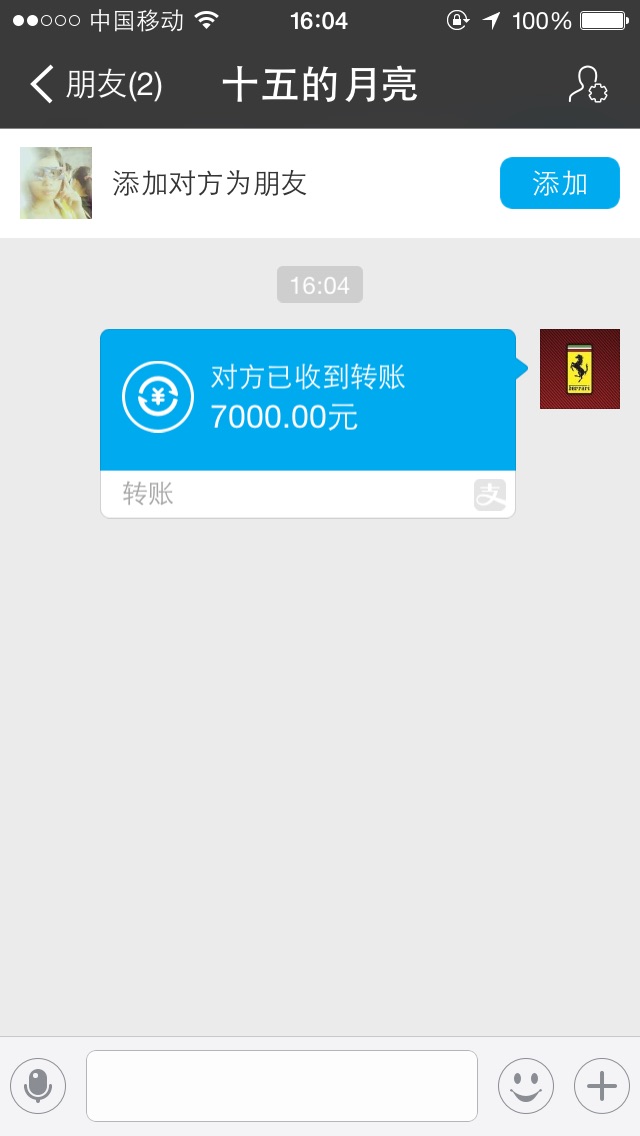 中国移动 16:04 100%
朋友(2) 十五的月亮
添加对方为朋友 添加
16:04
对方已收到转账
7000.00元
转账 支
Ferrari